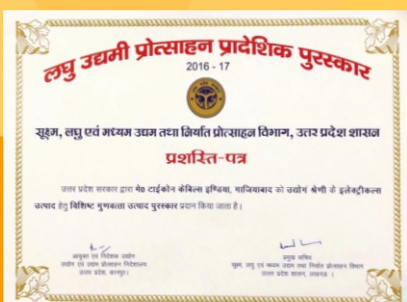 लघु उद्यमी प्रोत्साहन प्रादेशिक पुरस्कार
2016 - 17
सूक्ष्म, लघु एवं मध्यम उद्यम तथा निर्यात प्रोत्साहन विभाग, उत्तर प्रदेश शासन
प्रशस्ति-पत्र
उत्तर प्रदेश सरकार द्वारा मे० टाईकोन केबिल्स इण्डिया, गाजियाबाद को उद्योग श्रेणी के इलेक्ट्रीकल्स
उत्पाद हेतु विशिष्ट गुणवत्ता उत्पाद पुरस्कार प्रदान किया जाता है।
आयुक्त एवं निदेशक उद्योग
उद्योग एवं उद्यम प्रोत्साहन निदेशालय
उत्तर प्रदेश, कानपुर।
प्रमुख सचिव
सूक्ष्म, लघु एवं मध्यम उद्यम तथा निर्यात प्रोत्साहन विभाग
उत्तर प्रदेश शासन, लखनऊ ।